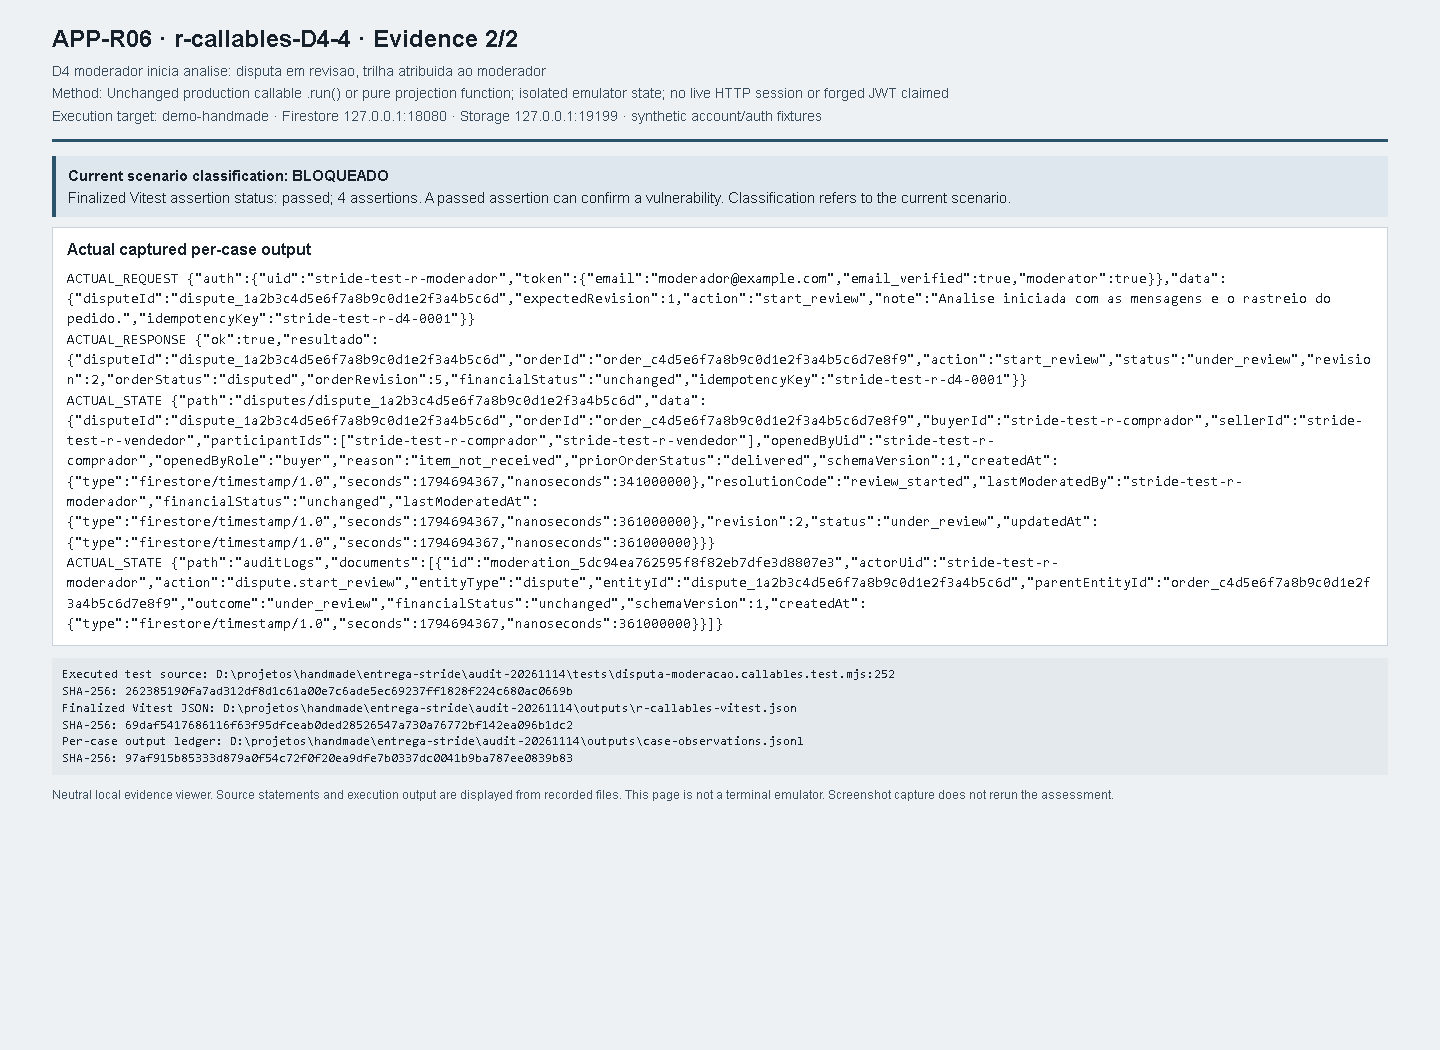 APP-R06 · r-callables-D4-4 · Evidence 2/2
D4 moderador inicia analise: disputa em revisao, trilha atribuida ao moderador
Method: Unchanged production callable .run() or pure projection function; isolated emulator state; no live HTTP session or forged JWT claimed
Execution target: demo-handmade · Firestore 127.0.0.1:18080 · Storage 127.0.0.1:19199 · synthetic account/auth fixtures
Current scenario classification: BLOQUEADO
Finalized Vitest assertion status: passed; 4 assertions. A passed assertion can confirm a vulnerability. Classification refers to the current scenario.
Actual captured per-case output
ACTUAL_REQUEST {"auth":{"uid":"stride-test-r-moderador","token":{"email":"moderador@example.com","email_verified":true,"moderator":true}},"data":
{"disputeId":"dispute_1a2b3c4d5e6f7a8b9c0d1e2f3a4b5c6d","expectedRevision":1,"action":"start_review","note":"Analise iniciada com as mensagens e o rastreio do
pedido.","idempotencyKey":"stride-test-r-d4-0001"}}
ACTUAL_RESPONSE {"ok":true,"resultado":
{"disputeId":"dispute_1a2b3c4d5e6f7a8b9c0d1e2f3a4b5c6d","orderId":"order_c4d5e6f7a8b9c0d1e2f3a4b5c6d7e8f9","action":"start_review","status":"under_review","revisio
n":2,"orderStatus":"disputed","orderRevision":5,"financialStatus":"unchanged","idempotencyKey":"stride-test-r-d4-0001"}}
ACTUAL_STATE {"path":"disputes/dispute_1a2b3c4d5e6f7a8b9c0d1e2f3a4b5c6d","data":
{"disputeId":"dispute_1a2b3c4d5e6f7a8b9c0d1e2f3a4b5c6d","orderId":"order_c4d5e6f7a8b9c0d1e2f3a4b5c6d7e8f9","buyerId":"stride-test-r-comprador","sellerId":"stride-
test-r-vendedor","participantIds":["stride-test-r-comprador","stride-test-r-vendedor"],"openedByUid":"stride-test-r-
comprador","openedByRole":"buyer","reason":"item_not_received","priorOrderStatus":"delivered","schemaVersion":1,"createdAt":
{"type":"firestore/timestamp/1.0","seconds":1794694367,"nanoseconds":341000000},"resolutionCode":"review_started","lastModeratedBy":"stride-test-r-
moderador","financialStatus":"unchanged","lastModeratedAt":
{"type":"firestore/timestamp/1.0","seconds":1794694367,"nanoseconds":361000000},"revision":2,"status":"under_review","updatedAt":
{"type":"firestore/timestamp/1.0","seconds":1794694367,"nanoseconds":361000000}}}
ACTUAL_STATE {"path":"auditLogs","documents":[{"id":"moderation_5dc94ea762595f8f82eb7dfe3d8807e3","actorUid":"stride-test-r-
moderador","action":"dispute.start_review","entityType":"dispute","entityId":"dispute_1a2b3c4d5e6f7a8b9c0d1e2f3a4b5c6d","parentEntityId":"order_c4d5e6f7a8b9c0d1e2f
3a4b5c6d7e8f9","outcome":"under_review","financialStatus":"unchanged","schemaVersion":1,"createdAt":
{"type":"firestore/timestamp/1.0","seconds":1794694367,"nanoseconds":361000000}}]}
Executed test source: D:\projetos\handmade\entrega-stride\audit-20261114\tests\disputa-moderacao.callables.test.mjs:252
SHA-256: 262385190fa7ad312df8d1c61a00e7c6ade5ec69237ff1828f224c680ac0669b
Finalized Vitest JSON: D:\projetos\handmade\entrega-stride\audit-20261114\outputs\r-callables-vitest.json
SHA-256: 69daf5417686116f63f95dfceab0ded28526547a730a76772bf142ea096b1dc2
Per-case output ledger: D:\projetos\handmade\entrega-stride\audit-20261114\outputs\case-observations.jsonl
SHA-256: 97af915b85333d879a0f54c72f0f20ea9dfe7b0337dc0041b9ba787ee0839b83
Neutral local evidence viewer. Source statements and execution output are displayed from recorded files. This page is not a terminal emulator. Screenshot capture does not rerun the assessment.